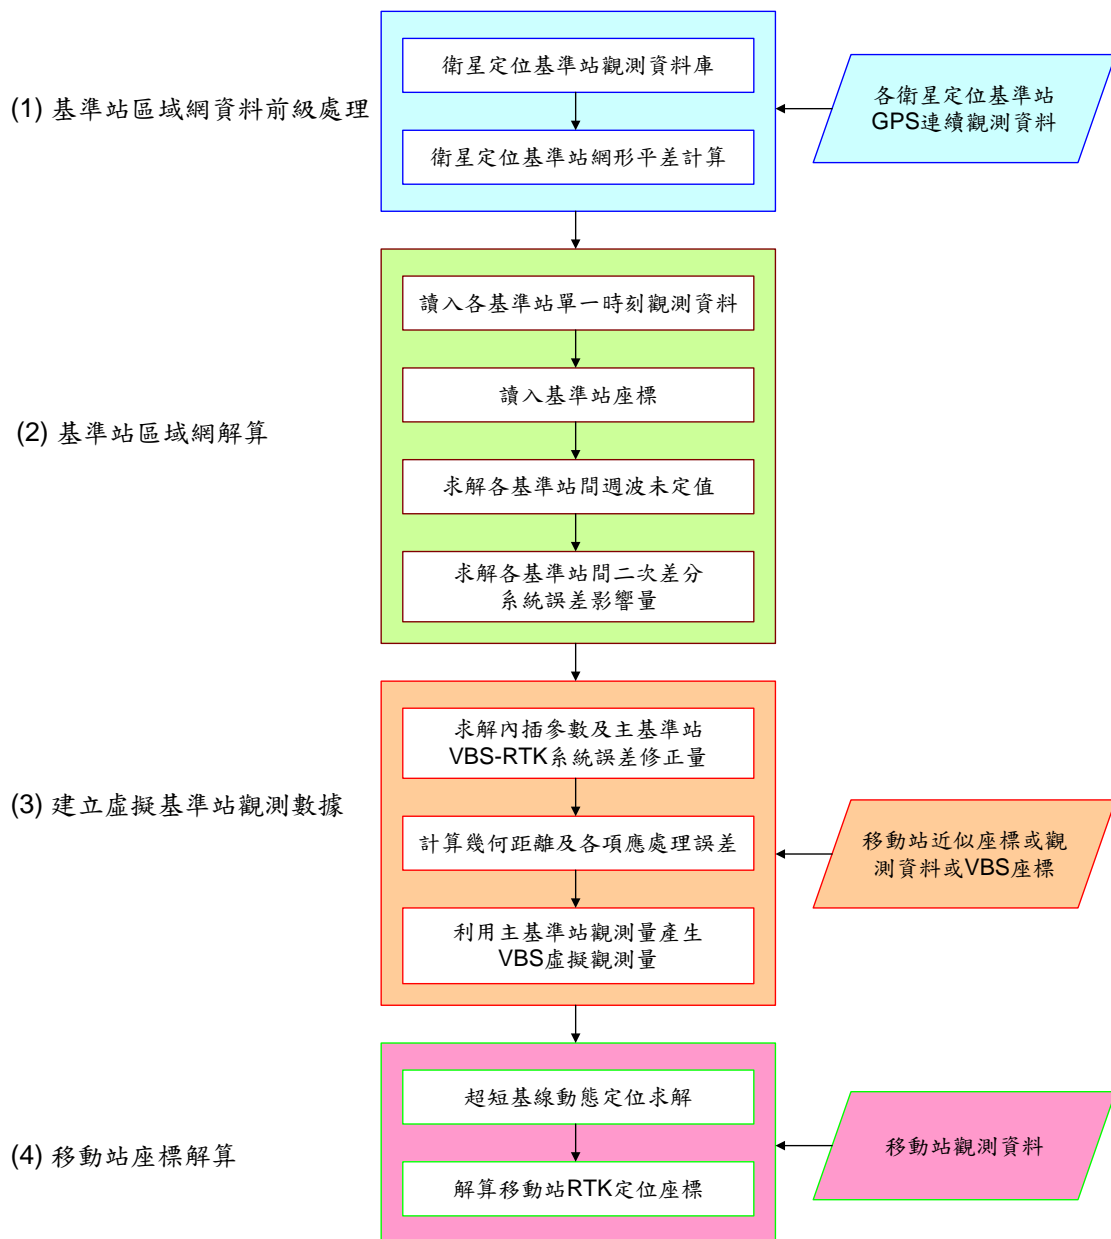 (1) 基準站區域網資料前級處理
衛星定位基準站觀測資料庫
衛星定位基準站網形平差計算
各衛星定位基準站
GPS連續觀測資料
(2) 基準站區域網解算
讀入各基準站單一時刻觀測資料
讀入基準站座標
求解各基準站間週波未定值
求解各基準站間二次差分
系統誤差影響量
(3) 建立虛擬基準站觀測數據
求解內插參數及主基準站
VBS-RTK系統誤差修正量
計算幾何距離及各項應處理誤差
利用主基準站觀測量產生
VBS虛擬觀測量
移動站近似座標或觀
測資料或VBS座標
(4) 移動站座標解算
超短基線動態定位求解
解算移動站RTK定位座標
移動站觀測資料